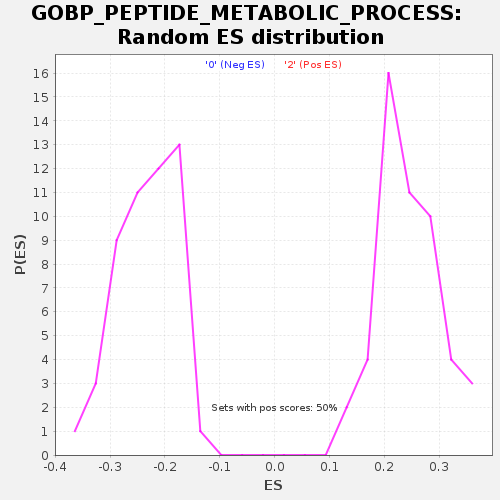 GOBP_PEPTIDE_METABOLIC_PROCESS:
Random ES distribution
'0' (Neg ES) '2' (Pos ES)
16
15
14
13
12
11
10
9
8
7
6
5
4
3
2
1
0
P(ES)
Sets with pos scores: 50%
-0.4 -0.3 -0.2 -0.1 0.0 0.1 0.2 0.3
ES